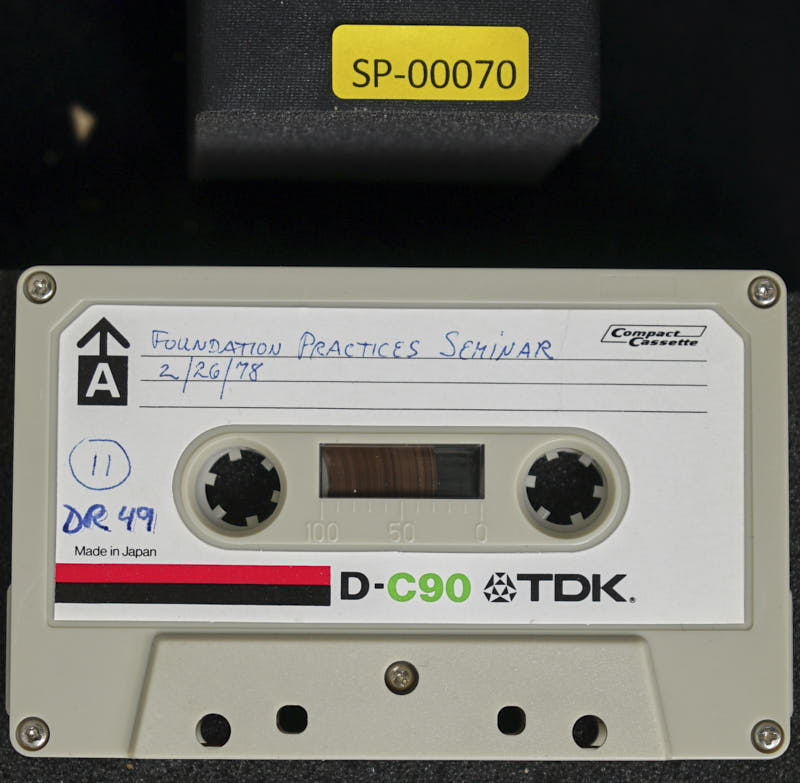 SP-00070
FOUNDATION PRACTICES SEMINAR
Compact Cassette
A
2/26/78
11
DR 49
Made in Japan
100 50 0
D-C90 TDK®